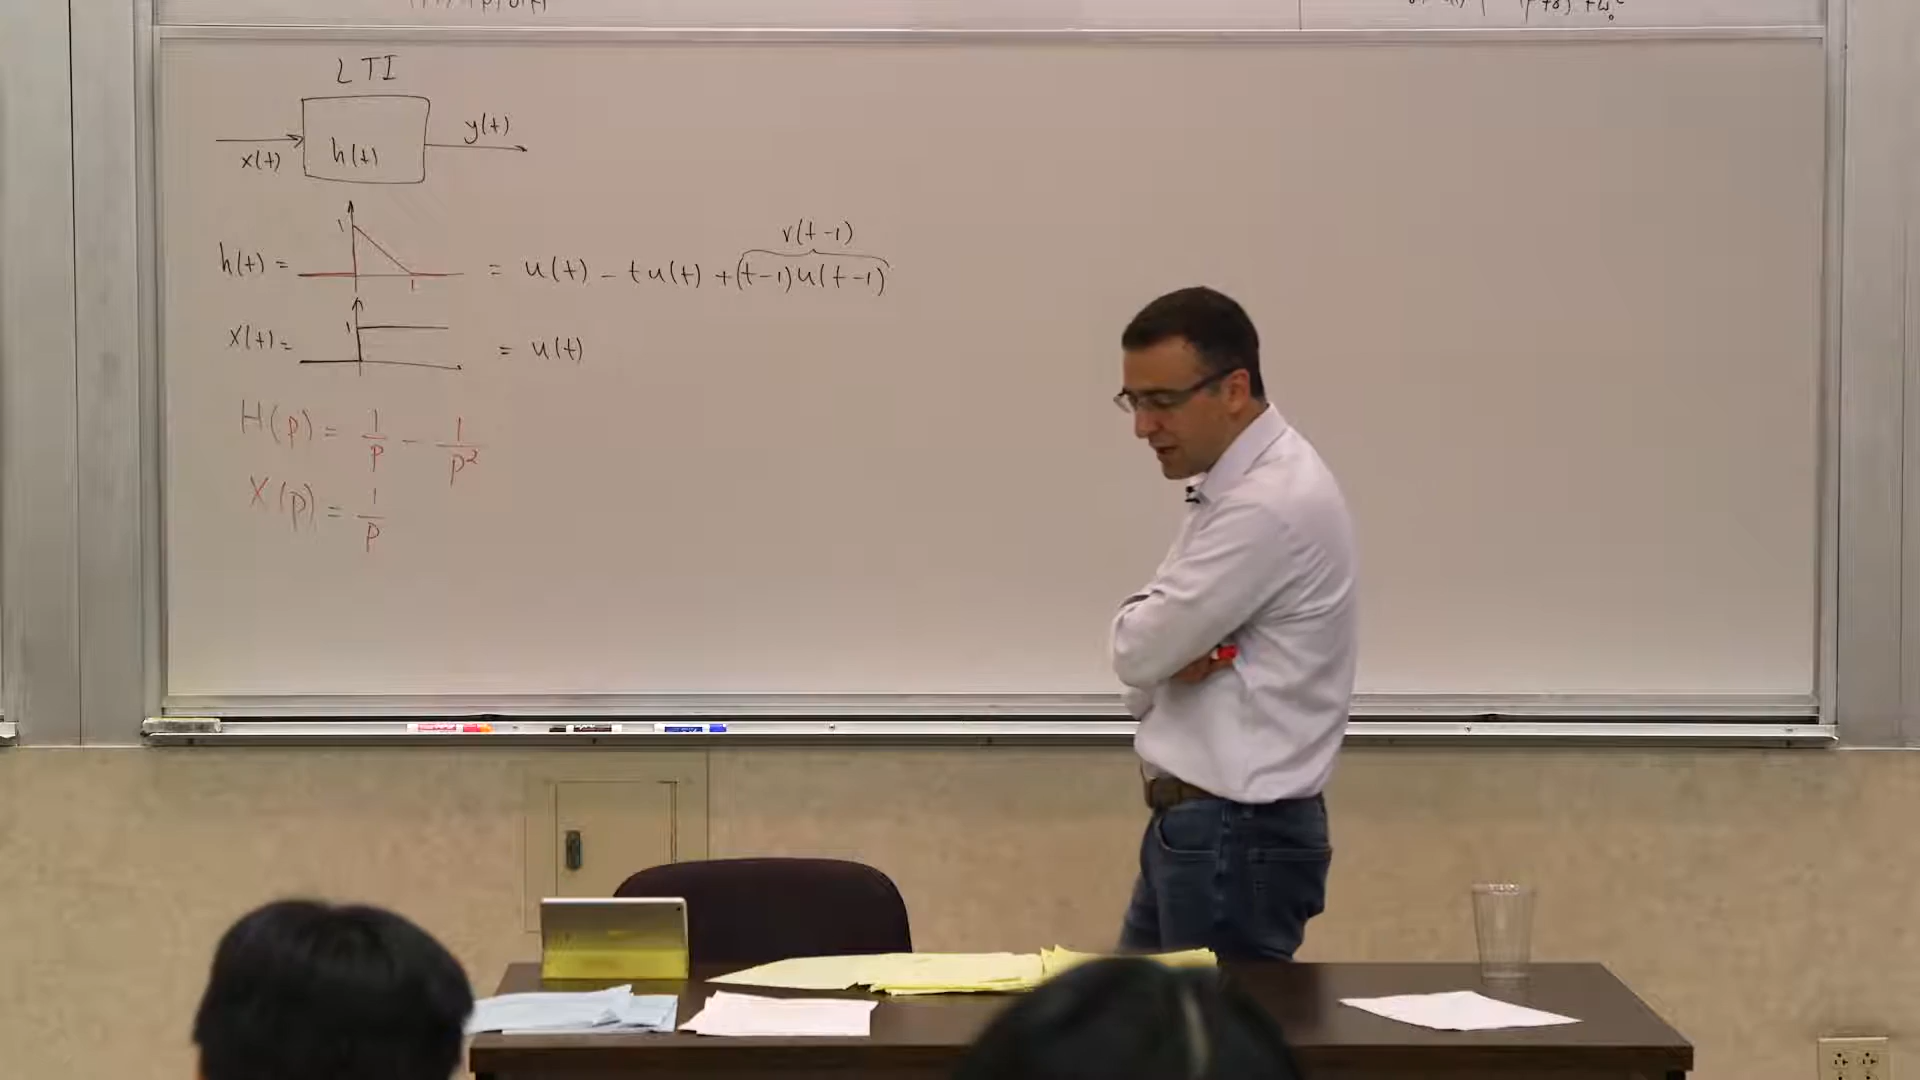 LTI
x(t) h(t) y(t)
r(t-1)
h(t) = 1 1 = u(t) - tu(t) + (t-1)u(t-1)
x(t) = 1 = u(t)
H(p) = 1/p - 1/p²
X(p) = 1/p